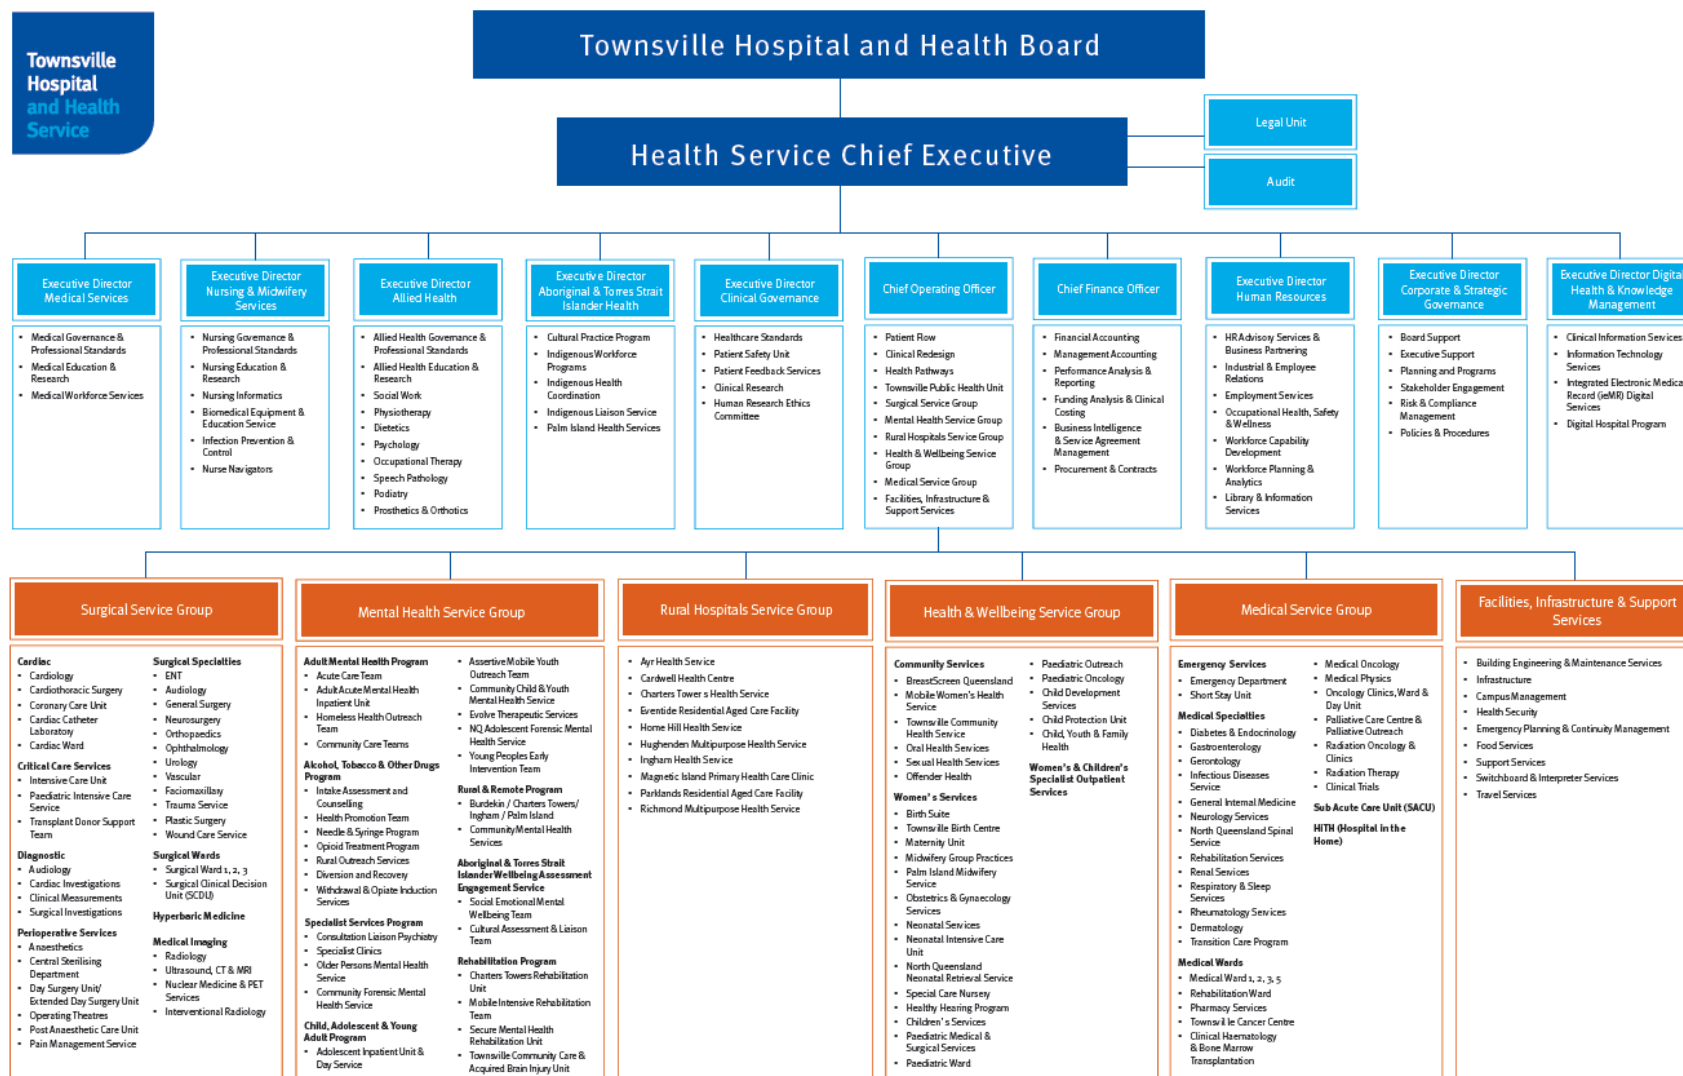 Townsville
Hospital
and Health
Service
Townsville Hospital and Health Board
Health Service Chief Executive
Legal Unit
Audit
Executive Director
Medical Services
• Medical Governance &
Professional Standards
• Medical Education &
Research
• Medical Workforce Services
Executive Director
Nursing & Midwifery
Services
• Nursing Governance &
Professional Standards
• Nursing Education &
Research
• Nursing Informatics
• Biomedical Equipment &
Education Service
• Infection Prevention &
Control
• Nurse Navigators
Executive Director
Allied Health
• Allied Health Governance &
Professional Standards
• Allied Health Education &
Research
• Social Work
• Physiotherapy
• Dietetics
• Psychology
• Occupational Therapy
• Speech Pathology
• Podiatry
• Prosthetics & Orthotics
Executive Director
Aboriginal & Torres Strait
Islander Health
• Cultural Practice Program
• Indigenous Workforce
Programs
• Indigenous Health
Coordination
• Indigenous Liaison Service
• Palm Island Health Services
Executive Director
Clinical Governance
• Healthcare Standards
• Patient Safety Unit
• Patient Feedback Services
• Clinical Research
• Human Research Ethics
Committee
Chief Operating Officer
• Patient Flow
• Clinical Redesign
• Health Pathways
• Townsville Public Health Unit
• Surgical Service Group
• Mental Health Service Group
• Rural Hospitals Service Group
• Health & Wellbeing Service
Group
• Medical Service Group
• Facilities, Infrastructure &
Support Services
Chief Finance Officer
• Financial Accounting
• Management Accounting
• Performance Analysis &
Reporting
• Funding Analysis & Clinical
Costing
• Business Intelligence
& Service Agreement
Management
• Procurement & Contracts
Executive Director
Human Resources
• HR Advisory Services &
Business Partnering
• Industrial & Employee
Relations
• Employment Services
• Occupational Health, Safety
& Wellness
• Workforce Capability
Development
• Workforce Planning &
Analytics
• Library & Information
Services
Executive Director
Corporate & Strategic
Governance
• Board Support
• Executive Support
• Planning and Programs
• Stakeholder Engagement
• Risk & Compliance
Management
• Policies & Procedures
Executive Director Digital
Health & Knowledge
Management
• Clinical Information Services
• Information Technology
Services
• Integrated Electronic Medical
Record (ieMR) Digital
Services
• Digital Hospital Program
Surgical Service Group
Cardiac
• Cardiology
• Cardiothoracic Surgery
• Coronary Care Unit
• Cardiac Catheter
Laboratory
• Cardiac Ward
Critical Care Services
• Intensive Care Unit
• Paediatric Intensive Care
Service
• Transplant Donor Support
Team
Diagnostic
• Audiology
• Cardiac Investigations
• Clinical Measurements
• Surgical Investigations
Perioperative Services
• Anaesthetics
• Central Sterilising
Department
• Day Surgery Unit/
Extended Day Surgery Unit
• Operating Theatres
• Post Anaesthetic Care Unit
• Pain Management Service
Surgical Specialties
• ENT
• Audiology
• General Surgery
• Neurosurgery
• Orthopaedics
• Ophthalmology
• Urology
• Vascular
• Faciomaxillary
• Trauma Service
• Plastic Surgery
• Wound Care Service
Surgical Wards
• Surgical Ward 1, 2, 3
• Surgical Clinical Decision
Unit (SCDU)
Hyperbaric Medicine
Medical Imaging
• Radiology
• Ultrasound, CT & MRI
• Nuclear Medicine & PET
Services
• Interventional Radiology
Mental Health Service Group
Adult Mental Health Program
• Acute Care Team
• Adult Acute Mental Health
Inpatient Unit
• Homeless Health Outreach
Team
• Community Care Teams
Alcohol, Tobacco & Other Drugs
Program
• Intake Assessment and
Counselling
• Health Promotion Team
• Needle & Syringe Program
• Opioid Treatment Program
• Rural Outreach Services
• Diversion and Recovery
• Withdrawal & Opiate Induction
Services
Specialist Services Program
• Consultation Liaison Psychiatry
• Specialist Clinics
• Older Persons Mental Health
Service
• Community Forensic Mental
Health Service
Child, Adolescent & Young
Adult Program
• Adolescent Inpatient Unit &
Day Service
• Assertive Mobile Youth
Outreach Team
• Community Child & Youth
Mental Health Service
• Evolve Therapeutic Services
• NQ Adolescent Forensic Mental
Health Service
• Young Peoples Early
Intervention Team
Rural & Remote Program
• Burdekin / Charters Towers/
Ingham / Palm Island
• Community Mental Health
Services
Aboriginal & Torres Strait
Islander Wellbeing Assessment
Engagement Service
• Social Emotional Mental
Wellbeing Team
• Cultural Assessment & Liaison
Team
Rehabilitation Program
• Charters Towers Rehabilitation
Unit
• Mobile Intensive Rehabilitation
Team
• Secure Mental Health
Rehabilitation Unit
• Townsville Community Care &
Acquired Brain Injury Unit
Rural Hospitals Service Group
• Ayr Health Service
• Cardwell Health Centre
• Charters Tower s Health Service
• Eventide Residential Aged Care Facility
• Home Hill Health Service
• Hughenden Multipurpose Health Service
• Ingham Health Service
• Magnetic Island Primary Health Care Clinic
• Parklands Residential Aged Care Facility
• Richmond Multipurpose Health Service
Health & Wellbeing Service Group
Community Services
• BreastScreen Queensland
• Mobile Women's Health
Service
• Townsville Community
Health Service
• Oral Health Services
• Sexual Health Services
• Offender Health
Women's Services
• Birth Suite
• Townsville Birth Centre
• Maternity Unit
• Midwifery Group Practices
• Palm Island Midwifery
Service
• Obstetrics & Gynaecology
Services
• Neonatal Services
• Neonatal Intensive Care
Unit
• North Queensland
Neonatal Retrieval Service
• Special Care Nursery
• Healthy Hearing Program
• Children's Services
• Paediatric Medical &
Surgical Services
• Paediatric Ward
• Paediatric Outreach
• Paediatric Oncology
• Child Development
Services
• Child Protection Unit
• Child, Youth & Family
Health
Women's & Children's
Specialist Outpatient
Services
Medical Service Group
Emergency Services
• Emergency Department
• Short Stay Unit
Medical Specialties
• Diabetes & Endocrinology
• Gastroenterology
• Gerontology
• Infectious Diseases
Service
• General Internal Medicine
• Neurology Services
• North Queensland Spinal
Service
• Rehabilitation Services
• Renal Services
• Respiratory & Sleep
Services
• Rheumatology Services
• Dermatology
• Transition Care Program
Medical Wards
• Medical Ward 1, 2, 3, 5
• Rehabilitation Ward
• Pharmacy Services
• Townsville Cancer Centre
• Clinical Haematology
& Bone Marrow
Transplantation
• Medical Oncology
• Medical Physics
• Oncology Clinics, Ward &
Day Unit
• Palliative Care Centre &
Palliative Outreach
• Radiation Oncology &
Clinics
• Radiation Therapy
• Clinical Trials
Sub Acute Care Unit (SACU)
HITH (Hospital in the
Home)
Facilities, Infrastructure & Support
Services
• Building Engineering & Maintenance Services
• Infrastructure
• Campus Management
• Health Security
• Emergency Planning & Continuity Management
• Food Services
• Support Services
• Switchboard & Interpreter Services
• Travel Services